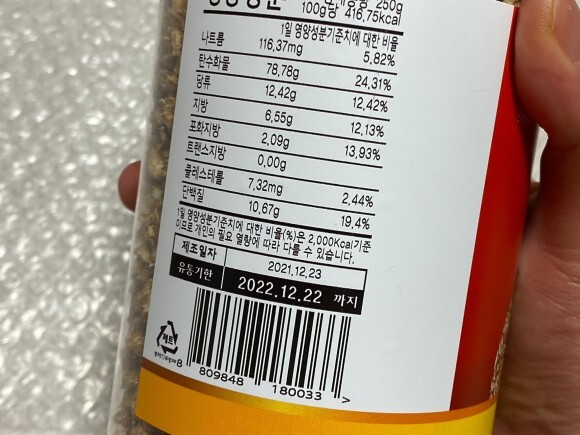 250g
100g당 416.75kcal
1일 영양성분기준치에 대한 비율
나트륨 116.37mg 5.82%
탄수화물 78.78g 24.31%
당류 12.42g 12.42%
지방 6.55g 12.13%
포화지방 2.09g 13.93%
트랜스지방 0.00g
콜레스테롤 7.32mg 2.44%
단백질 10.67g 19.4%
1일 영양성분기준치에 대한 비율(%)은 2,000Kcal기준
이므로 개인의 필요 열량에 따라 다를 수 있습니다.
제조일자 2021.12.23
유통기한 2022.12.22 까지
페트
8 809848 180033 >